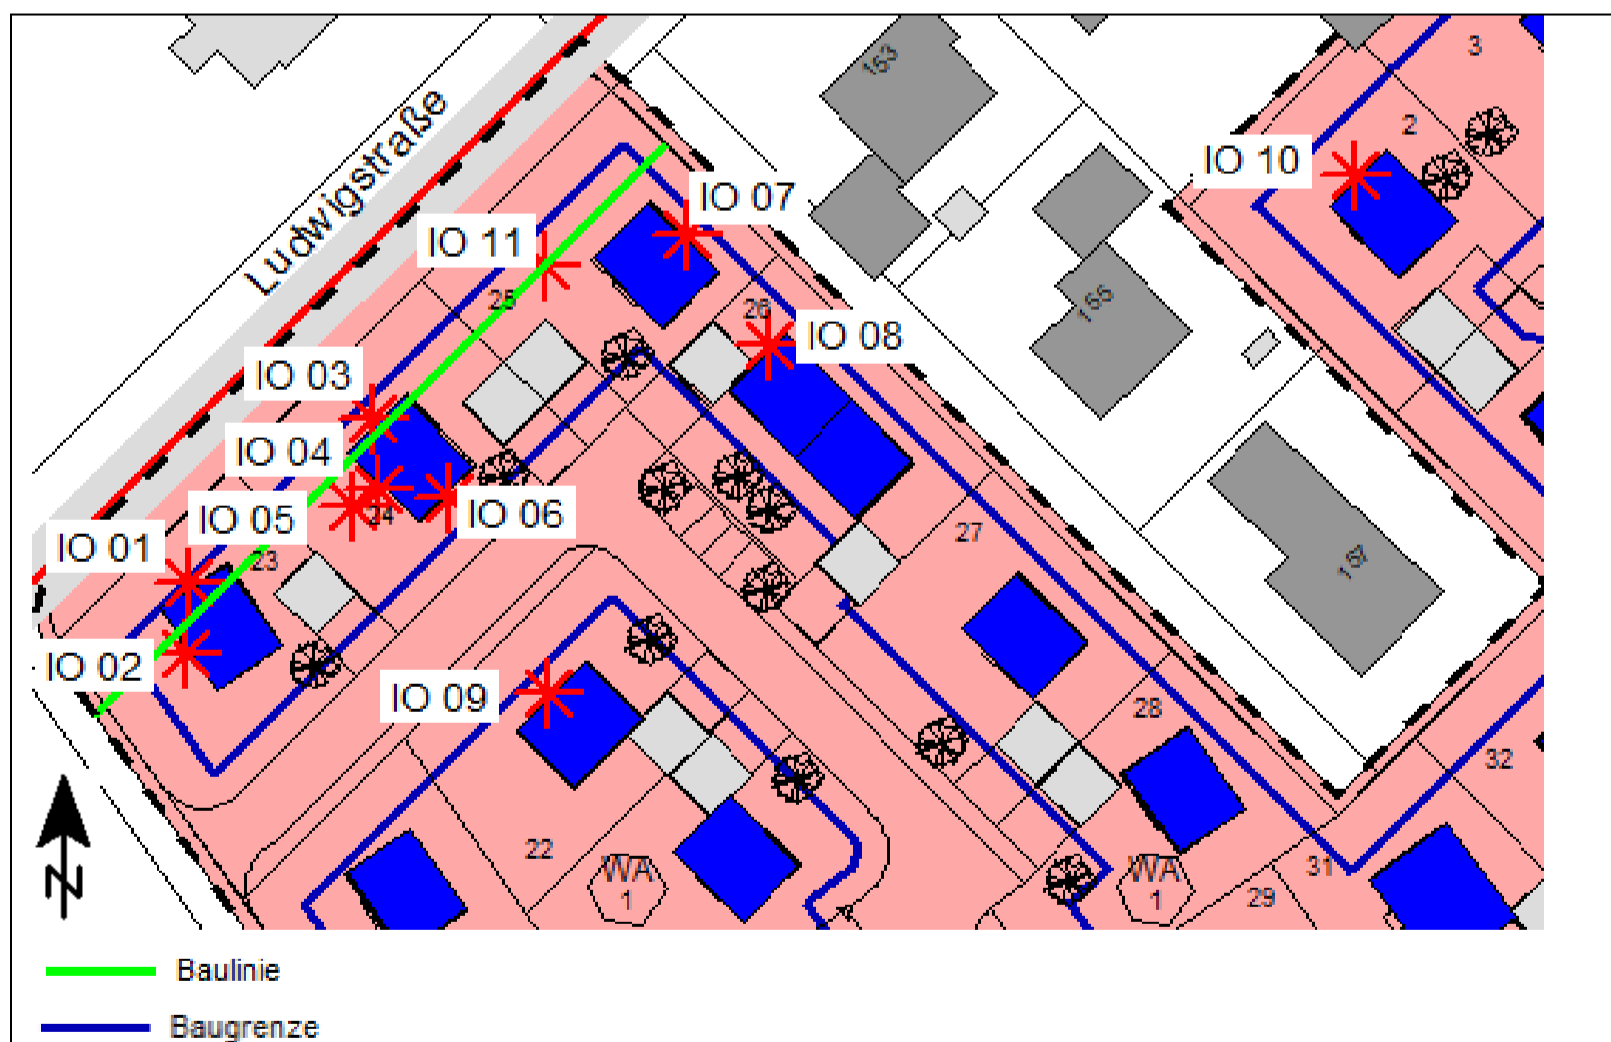 163
3
2
IO 10
Ludwigstraße
IO 07
IO 11
25
26
IO 08
165
IO 03
IO 04
IO 05
24
IO 06
27
IO 01
23
167
IO 02
IO 09
28
32
22
WA
1
WA
1
31
29
N
Baulinie
Baugrenze